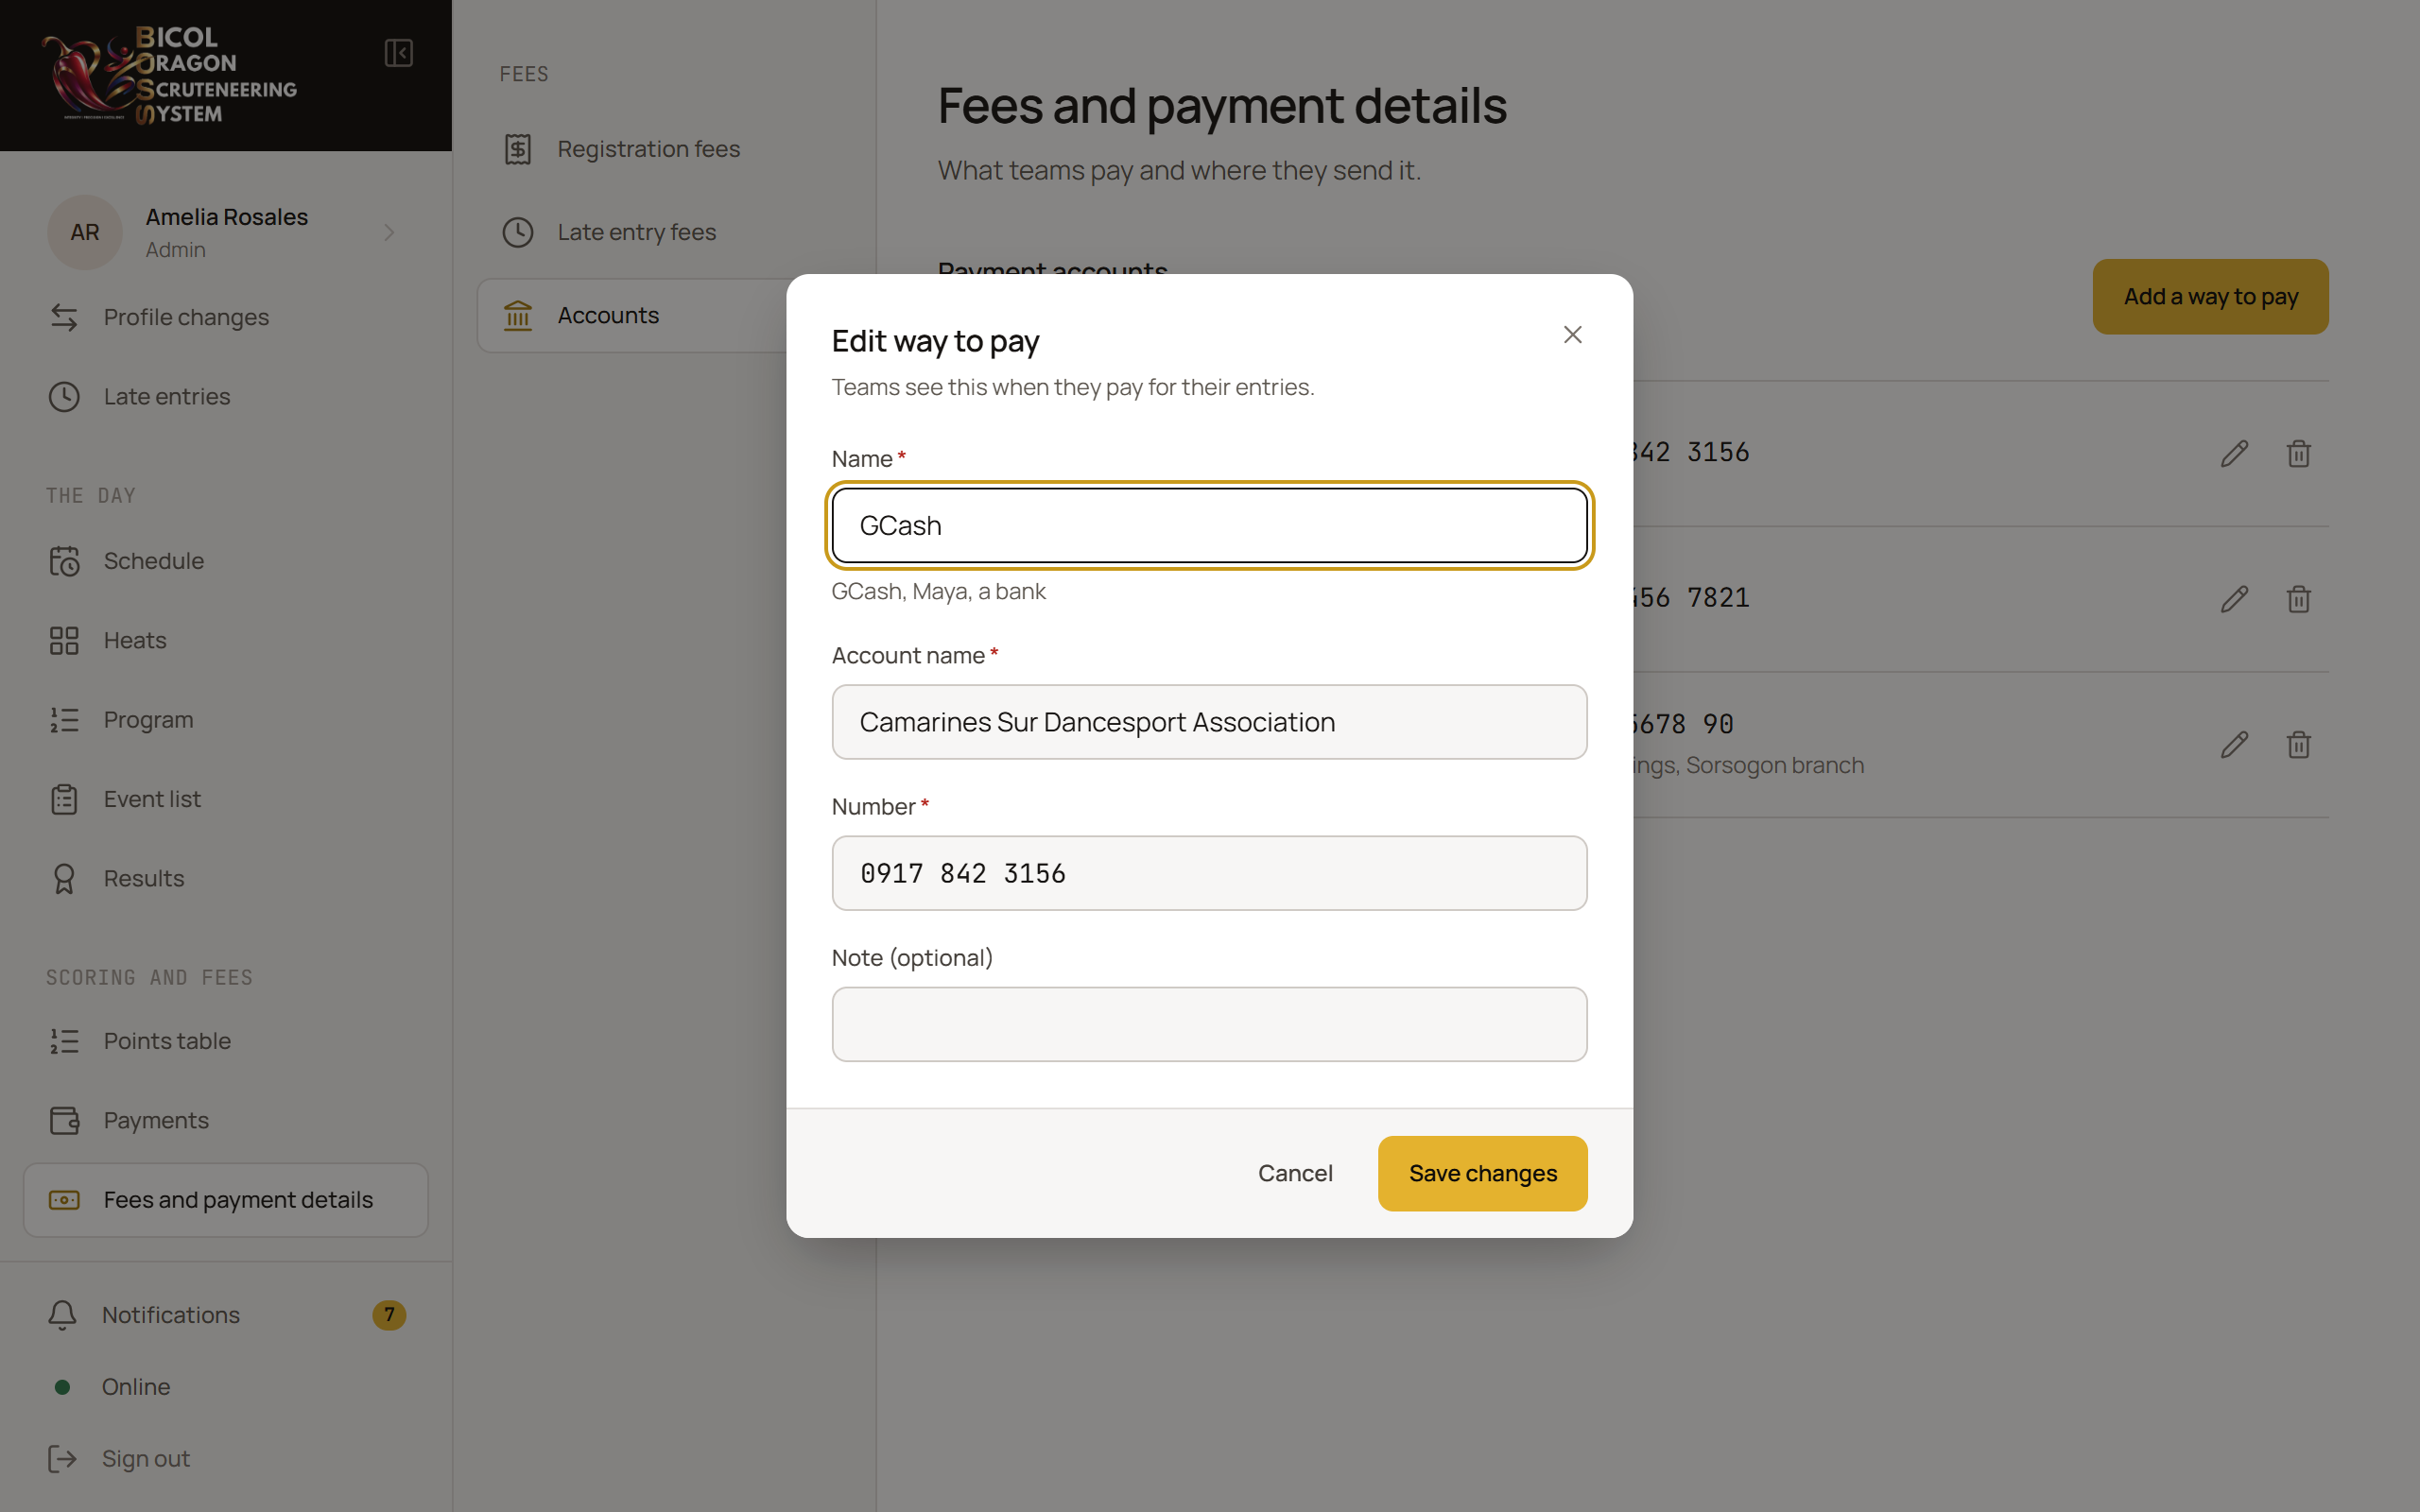 BICOL
DRAGON
SCRUTENEERING
SYSTEM
AR
Amelia Rosales
Admin
Profile changes
Late entries
THE DAY
Schedule
Heats
Program
Event list
Results
SCORING AND FEES
Points table
Payments
Fees and payment details
Notifications
7
Online
Sign out
FEES
Registration fees
Late entry fees
Accounts
Fees and payment details
What teams pay and where they send it.
Payment accounts
Add a way to pay
842 3156
456 7821
5678 90
ings, Sorsogon branch
Edit way to pay
Teams see this when they pay for their entries.
Name *
GCash
GCash, Maya, a bank
Account name *
Camarines Sur Dancesport Association
Number *
0917 842 3156
Note (optional)
Cancel
Save changes